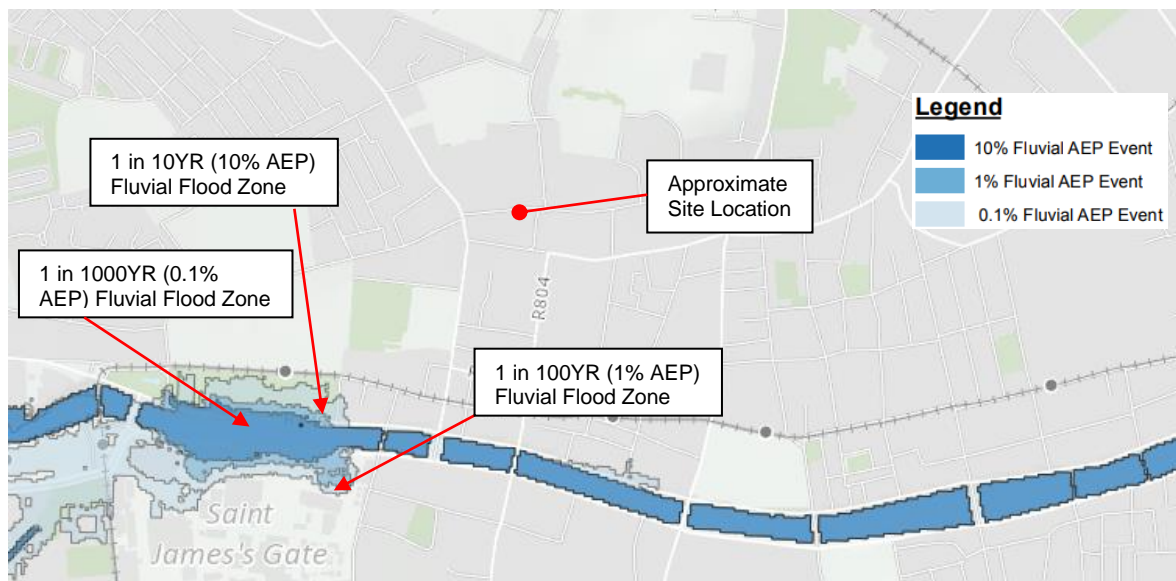 Legend
10% Fluvial AEP Event
1% Fluvial AEP Event
0.1% Fluvial AEP Event
1 in 10YR (10% AEP)
Fluvial Flood Zone
Approximate
Site Location
1 in 1000YR (0.1%
AEP) Fluvial Flood Zone
R804
1 in 100YR (1% AEP)
Fluvial Flood Zone
Saint
James's Gate